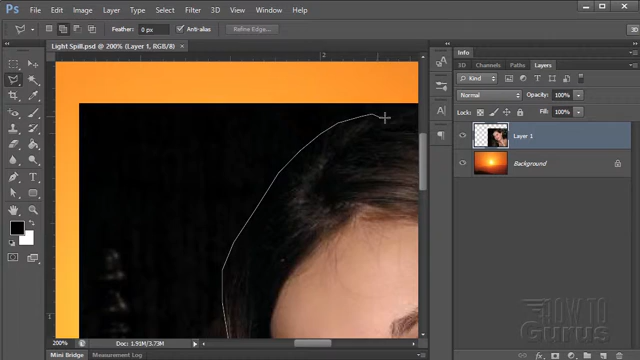 Ps File Edit Image Layer Type Select Filter 3D View Window Help
Feather: 0 px Anti-alias Refine Edge...
Light Spill.psd @ 200% (Layer 1, RGB/8) ×
2
1
Info
3D Channels Paths Layers
Kind
Normal Opacity: 100%
Lock: Fill: 100%
Layer 1
Background
HOW TO
Gurus
200% Doc: 1.91M/3.73M
Mini Bridge Measurement Log